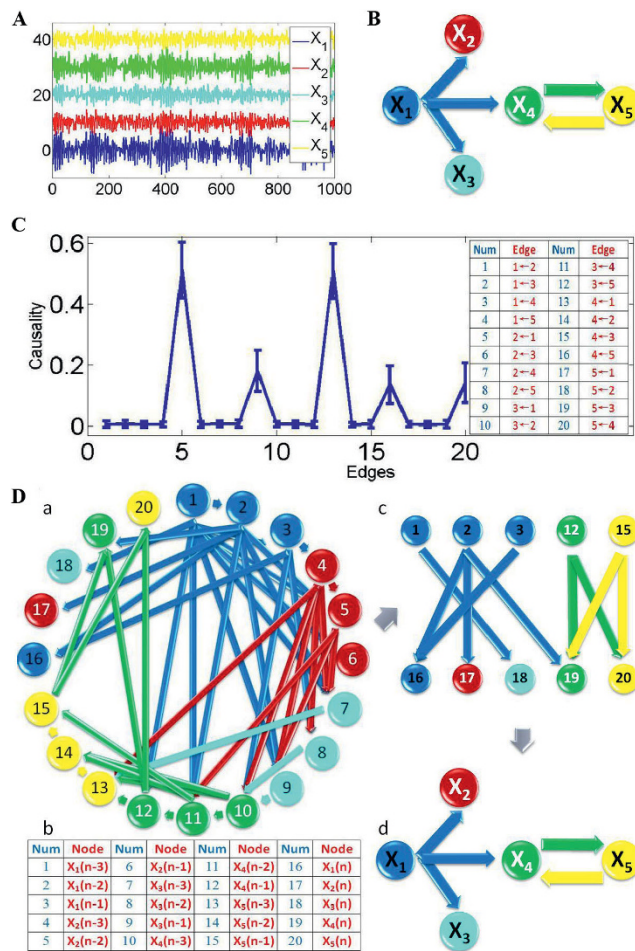 A
40
20
0
0 200 400 600 800 1000
X1
X2
X3
X4
X5
B
X2
X1 X4 X5
X3
C
0.6
0.4
0.2
0
Causality
0 5 10 15 20
Edges
Num Edge Num Edge
1 1←2 11 3←4
2 1←3 12 3←5
3 1←4 13 4←1
4 1←5 14 4←2
5 2←1 15 4←3
6 2←3 16 4←5
7 2←4 17 5←1
8 2←5 18 5←2
9 3←1 19 5←3
10 3←2 20 5←4
D
a
1
2
3
4
5
6
7
8
9
10
11
12
13
14
15
16
17
18
19
20
b
Num Node Num Node Num Node Num Node
1 X1(n-3) 6 X2(n-1) 11 X4(n-2) 16 X1(n)
2 X1(n-2) 7 X3(n-3) 12 X4(n-1) 17 X2(n)
3 X1(n-1) 8 X3(n-2) 13 X5(n-3) 18 X3(n)
4 X2(n-3) 9 X3(n-1) 14 X5(n-2) 19 X4(n)
5 X2(n-2) 10 X4(n-3) 15 X5(n-1) 20 X5(n)
c
1 2 3 12 15
16 17 18 19 20
d
X2
X1 X4 X5
X3